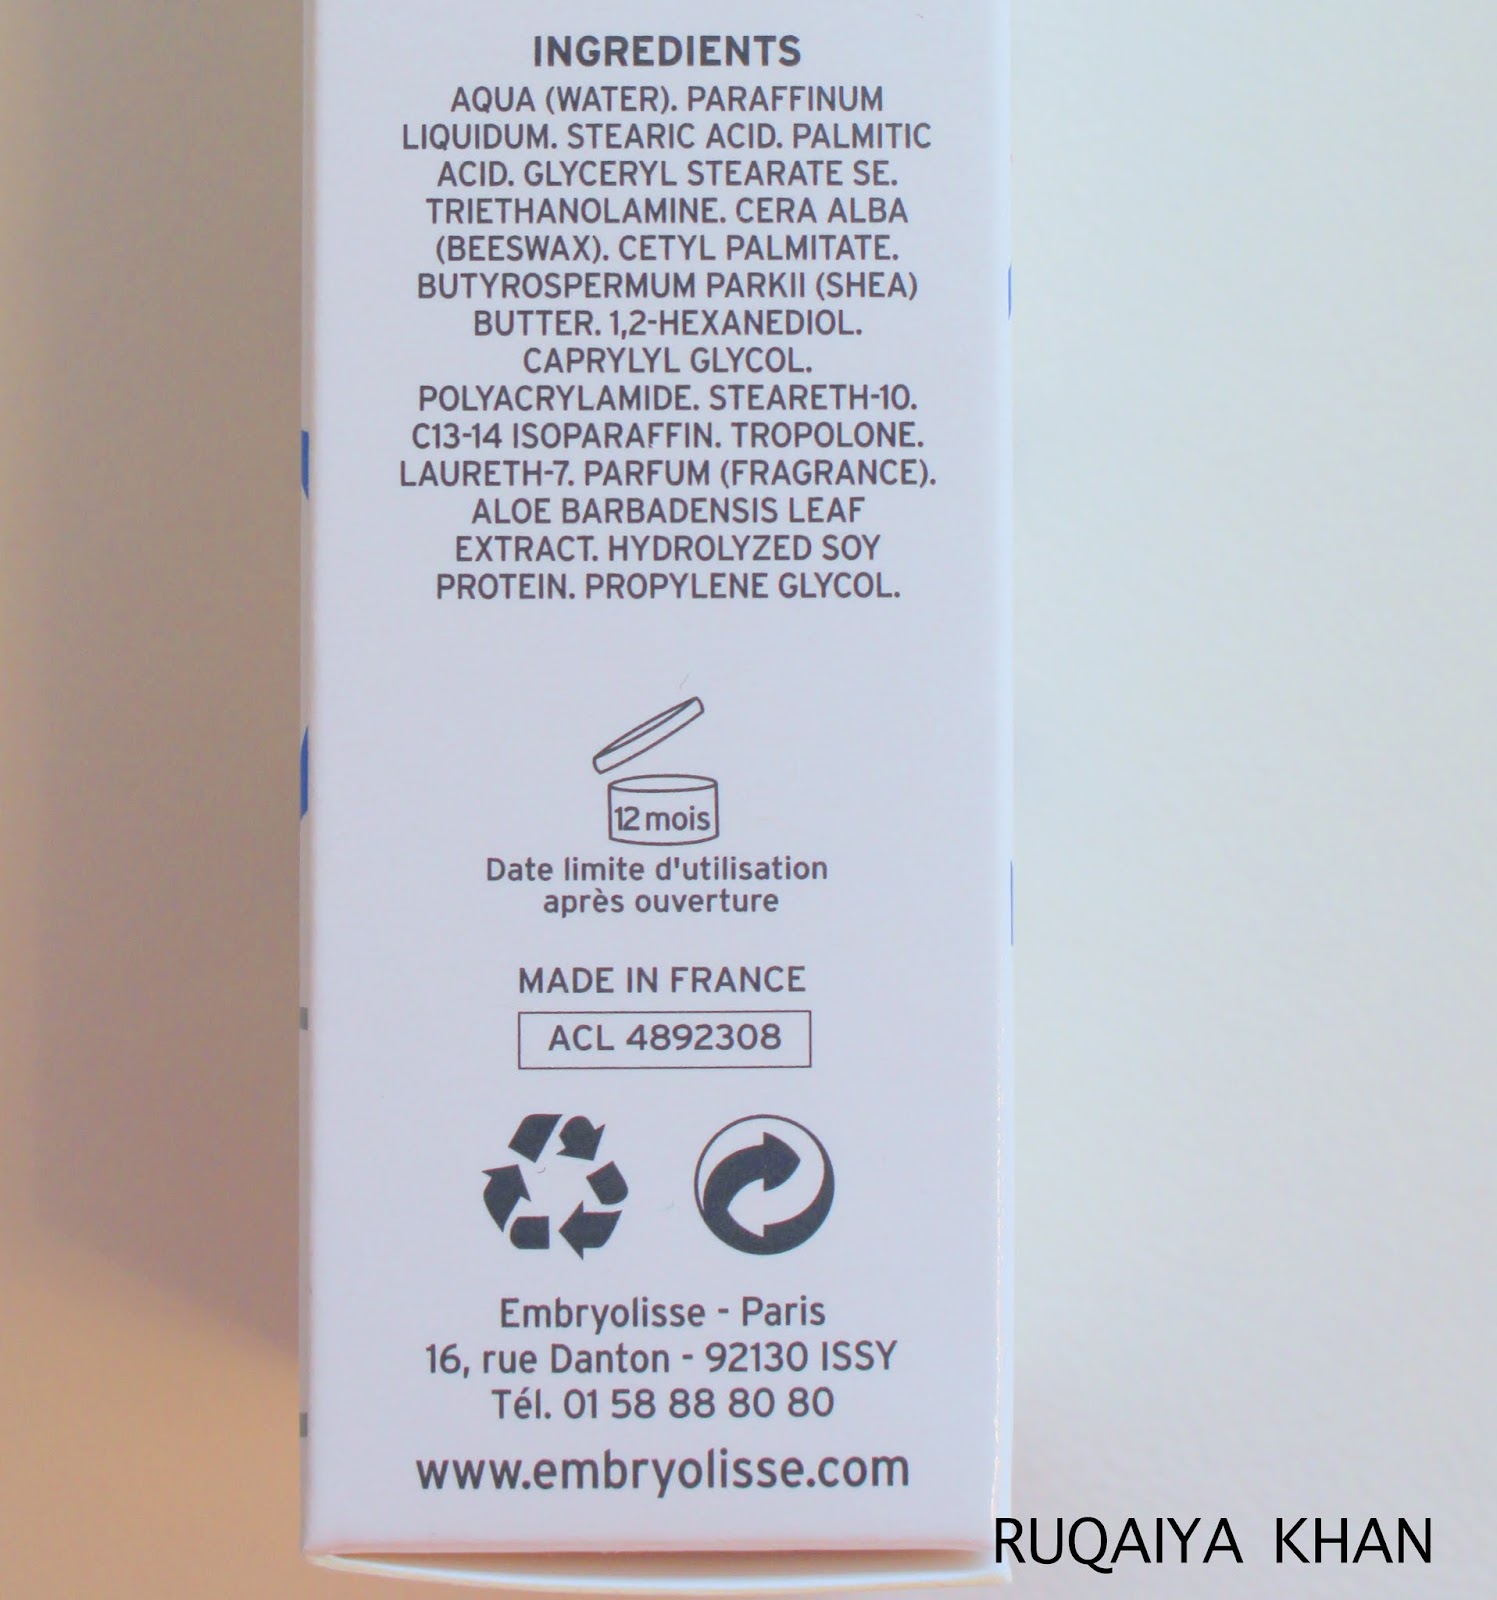 INGREDIENTS
AQUA (WATER). PARAFFINUM
LIQUIDUM. STEARIC ACID. PALMITIC
ACID. GLYCERYL STEARATE SE.
TRIETHANOLAMINE. CERA ALBA
(BEESWAX). CETYL PALMITATE.
BUTYROSPERMUM PARKII (SHEA)
BUTTER. 1,2-HEXANEDIOL.
CAPRYLYL GLYCOL.
POLYACRYLAMIDE. STEARETH-10.
C13-14 ISOPARAFFIN. TROPOLONE.
LAURETH-7. PARFUM (FRAGRANCE).
ALOE BARBADENSIS LEAF
EXTRACT. HYDROLYZED SOY
PROTEIN. PROPYLENE GLYCOL.
12 mois
Date limite d'utilisation
après ouverture
MADE IN FRANCE
ACL 4892308
Embryolisse - Paris
16, rue Danton - 92130 ISSY
Tél. 01 58 88 80 80
www.embryolisse.com
RUQAIYA KHAN